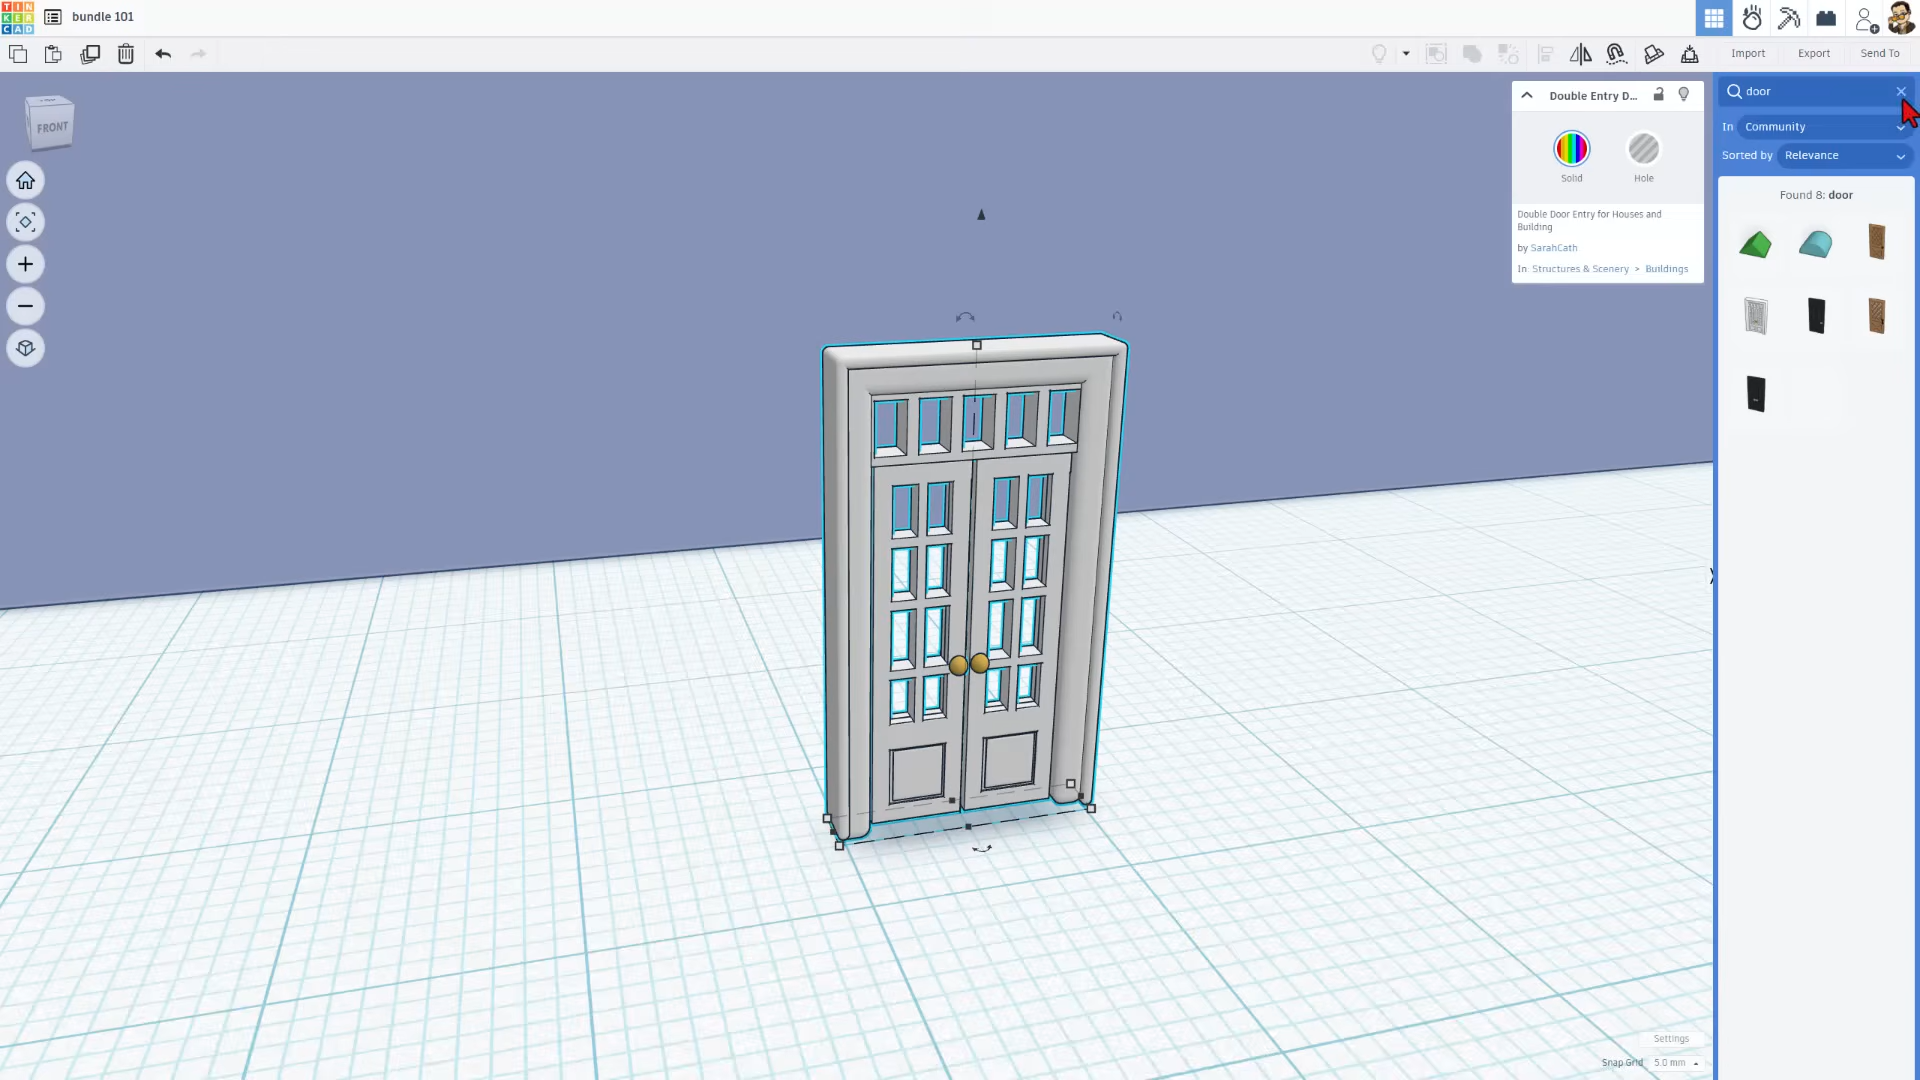 TIN
KER
CAD
bundle 101
Import
Export
Send To
FRONT
Double Entry D...
Solid
Hole
Double Door Entry for Houses and
Building
by SarahCath
In: Structures & Scenery > Buildings
door
In Community
Sorted by Relevance
Found 8: door
Settings
Snap Grid 5.0 mm